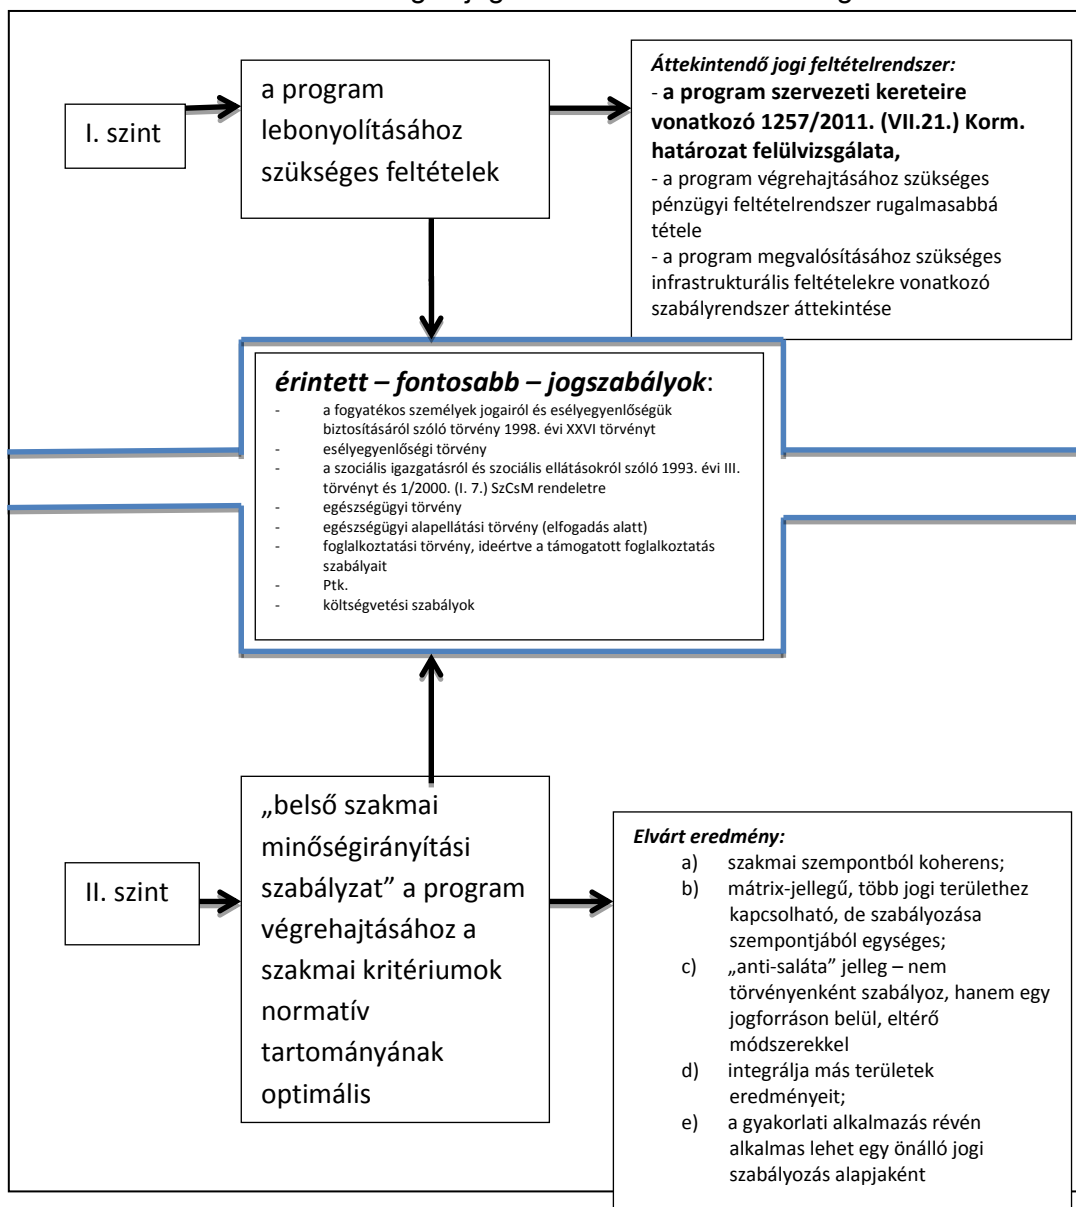 I. szint
a program
lebonyolításához
szükséges feltételek
Áttekintendő jogi feltételrendszer:
- a program szervezeti kereteire
vonatkozó 1257/2011. (VII.21.) Korm.
határozat felülvizsgálata,
- a program végrehajtásához szükséges
pénzügyi feltételrendszer rugalmasabbá
tétele
- a program megvalósításához szükséges
infrastrukturális feltételekre vonatkozó
szabályrendszer áttekintése
érintett – fontosabb – jogszabályok:
- a fogyatékos személyek jogairól és esélyegyenlőségük
biztosításáról szóló törvény 1998. évi XXVI törvényt
- esélyegyenlőségi törvény
- a szociális igazgatásról és szociális ellátásokról szóló 1993. évi III.
törvényt és 1/2000. (I. 7.) SzCsM rendeletre
- egészségügyi törvény
- egészségügyi alapellátási törvény (elfogadás alatt)
- foglalkoztatási törvény, ideértve a támogatott foglalkoztatás
szabályait
- Ptk.
- költségvetési szabályok
II. szint
„belső szakmai
minőségirányítási
szabályzat” a program
végrehajtásához a
szakmai kritériumok
normatív
tartományának
optimális
Elvárt eredmény:
a) szakmai szempontból koherens;
b) mátrix-jellegű, több jogi területhez
kapcsolható, de szabályozása
szempontjából egységes;
c) „anti-saláta” jelleg – nem
törvényenként szabályoz, hanem egy
jogforráson belül, eltérő
módszerekkel
d) integrálja más területek
eredményeit;
e) a gyakorlati alkalmazás révén
alkalmas lehet egy önálló jogi
szabályozás alapjaként